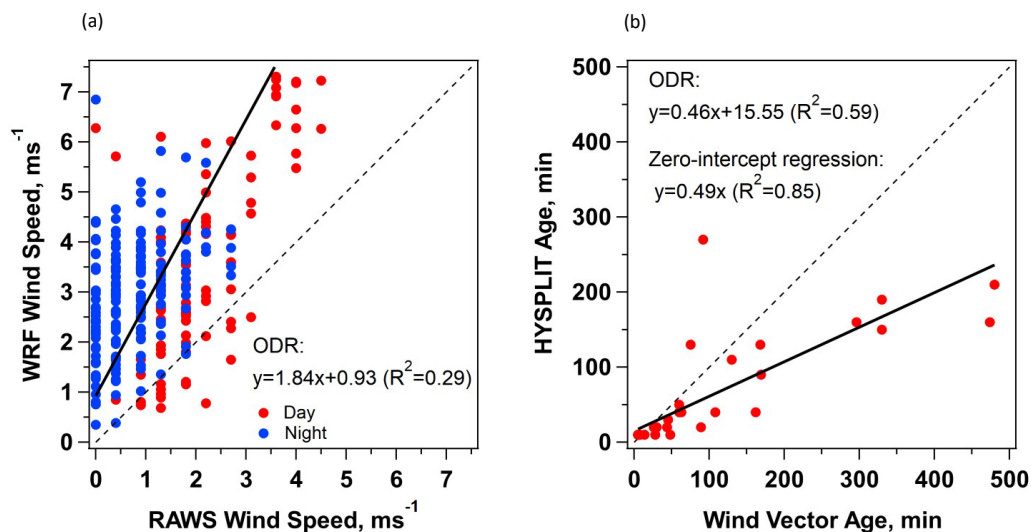 (a)
7
6
5
4
3
2
1
0
WRF Wind Speed, ms⁻¹
ODR:
y=1.84x+0.93 (R²=0.29)
Day
Night
0 1 2 3 4 5 6 7
RAWS Wind Speed, ms⁻¹
(b)
500
400
300
200
100
0
HYSPLIT Age, min
ODR:
y=0.46x+15.55 (R²=0.59)
Zero-intercept regression:
y=0.49x (R²=0.85)
0 100 200 300 400 500
Wind Vector Age, min